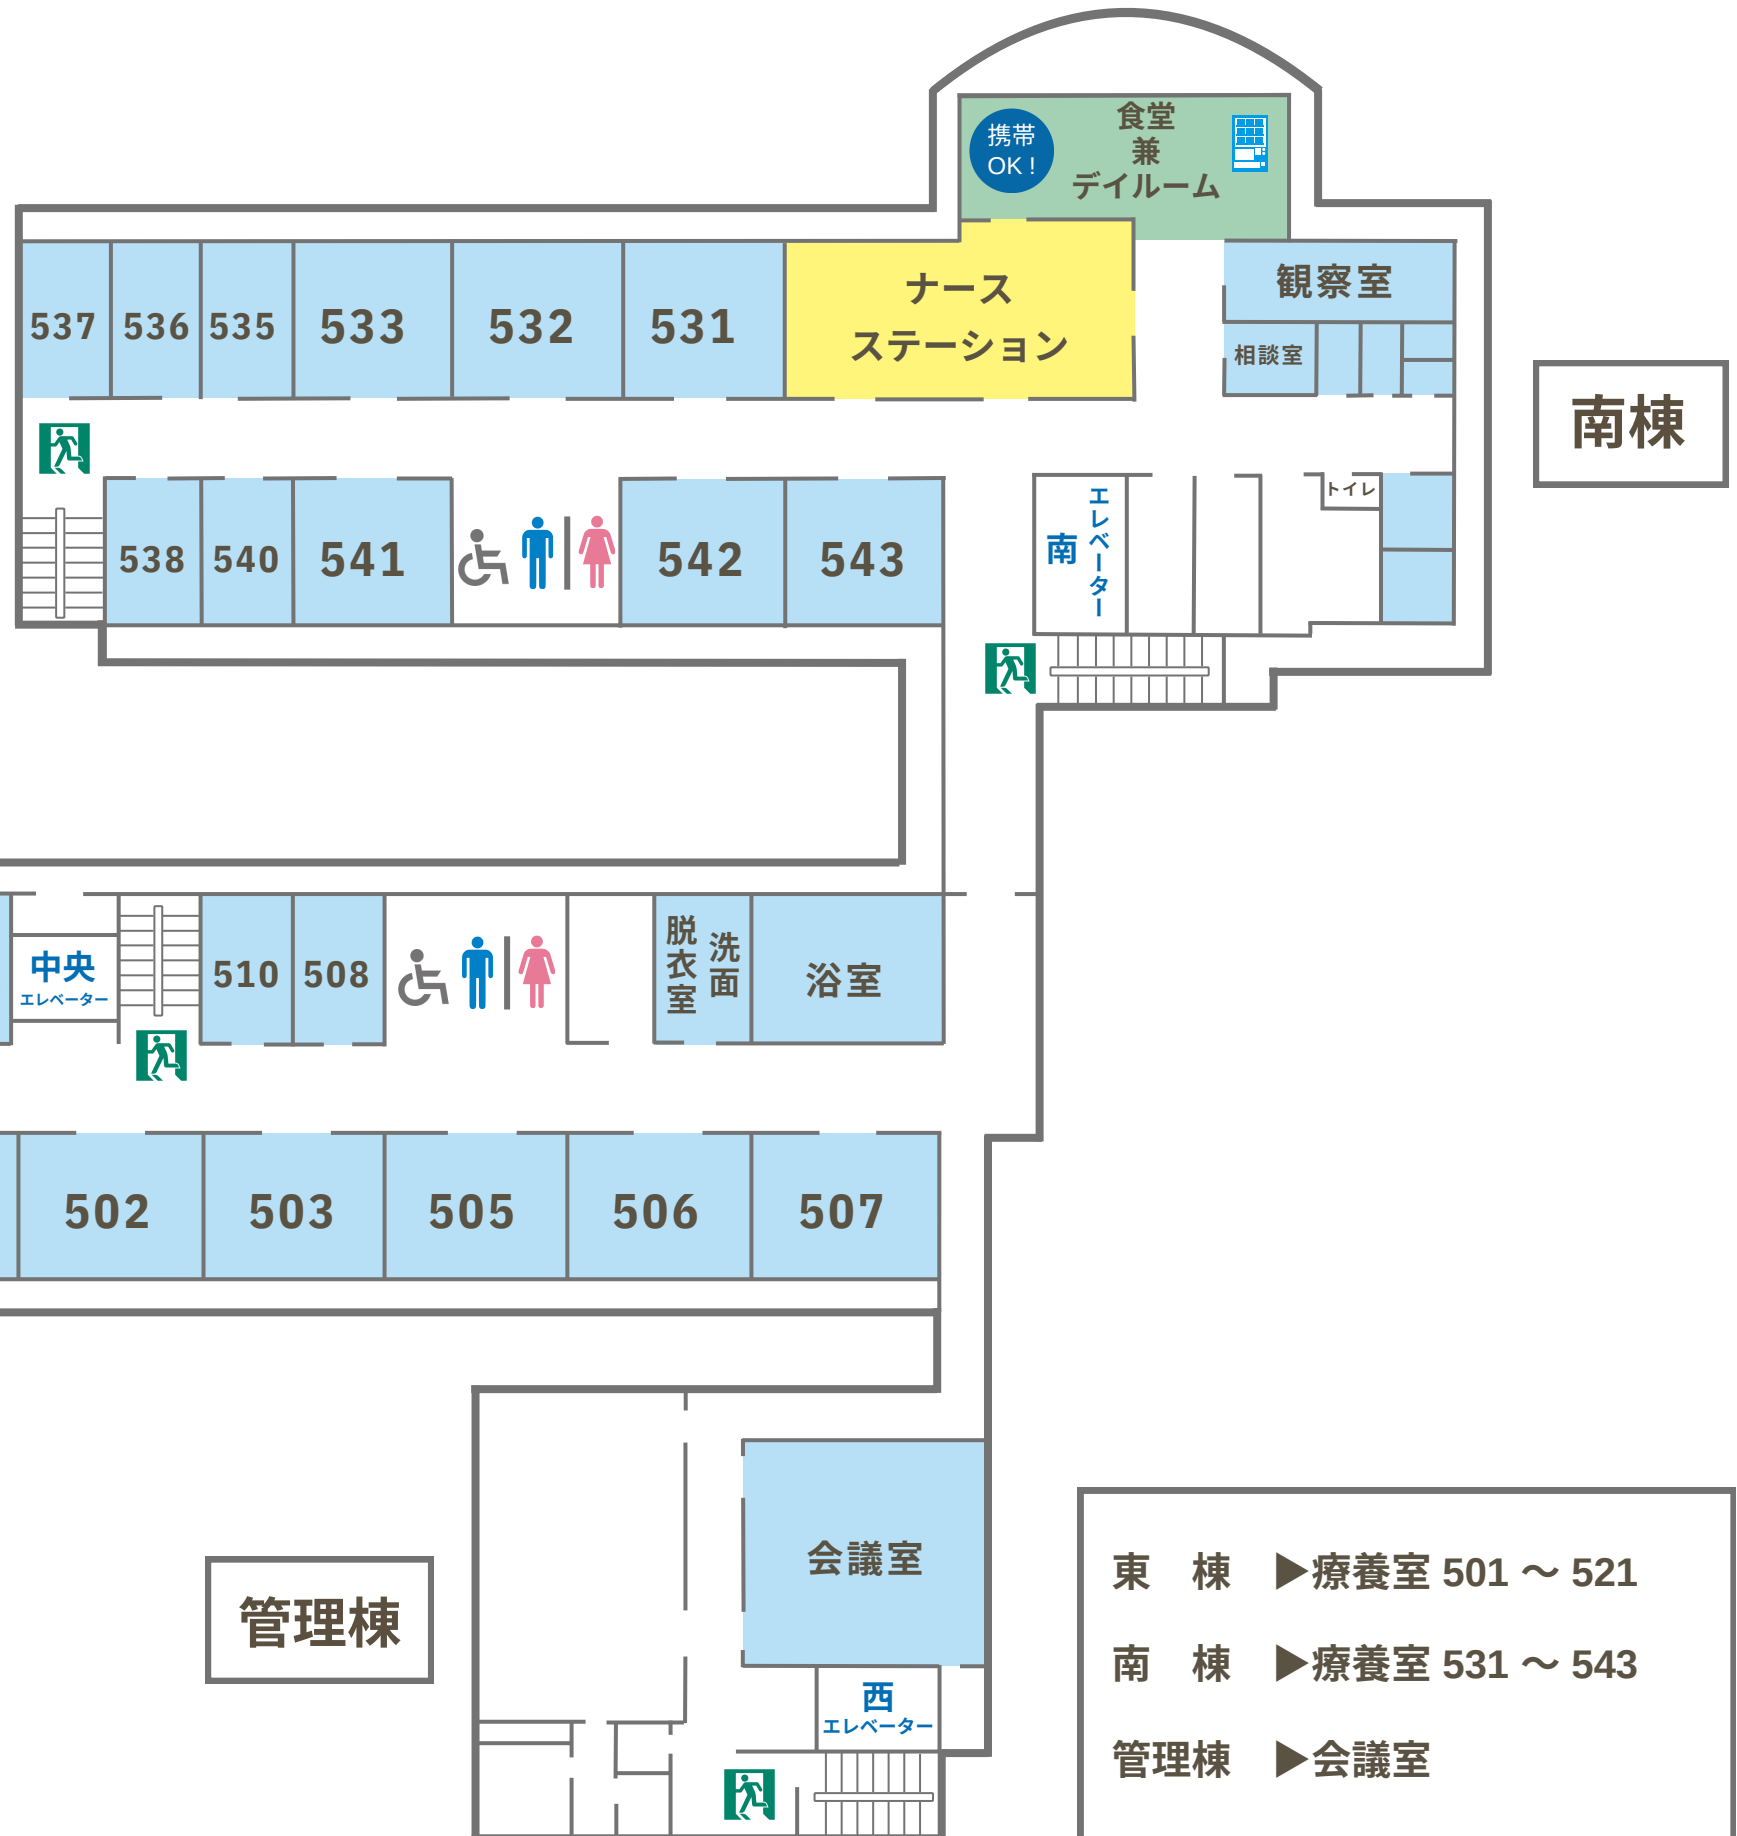 食堂
兼
デイルーム
携帯
OK !
ナース
ステーション
観察室
相談室
537
536
535
533
532
531
南棟
538
540
541
542
543
南
エレベーター
トイレ
中央
エレベーター
510
508
脱衣室
洗面
浴室
502
503
505
506
507
会議室
西
エレベーター
管理棟
東　棟　▶療養室 501 ～ 521
南　棟　▶療養室 531 ～ 543
管理棟　▶会議室